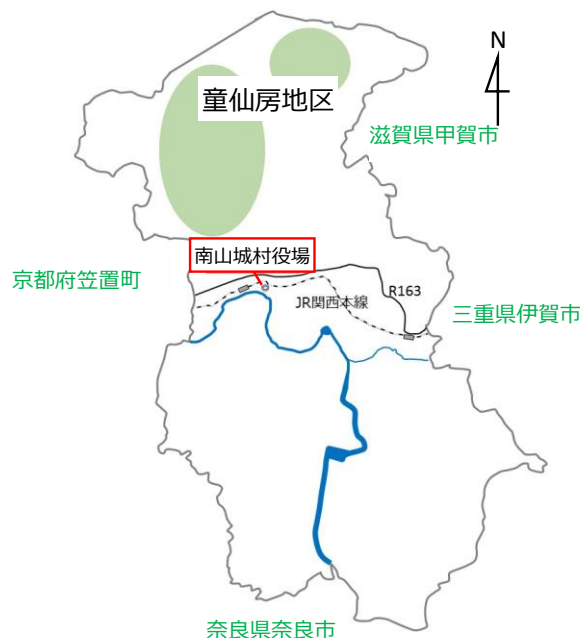 N
童仙房地区
滋賀県甲賀市
南山城村役場
京都府笠置町
R163
JR関西本線
三重県伊賀市
奈良県奈良市